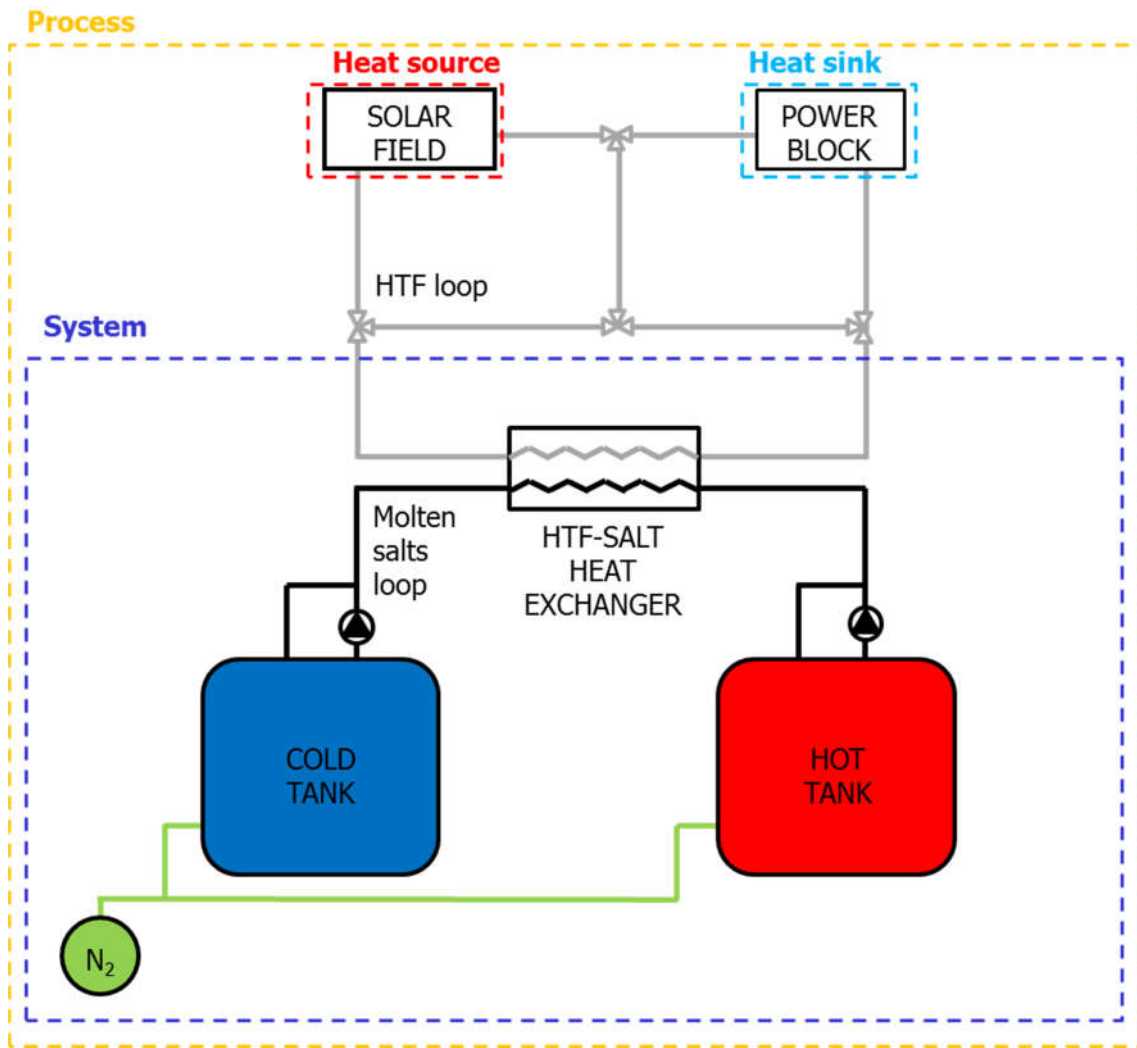 Process
Heat source
Heat sink
SOLAR
FIELD
POWER
BLOCK
HTF loop
System
Molten
salts
loop
HTF-SALT
HEAT
EXCHANGER
COLD
TANK
HOT
TANK
N₂